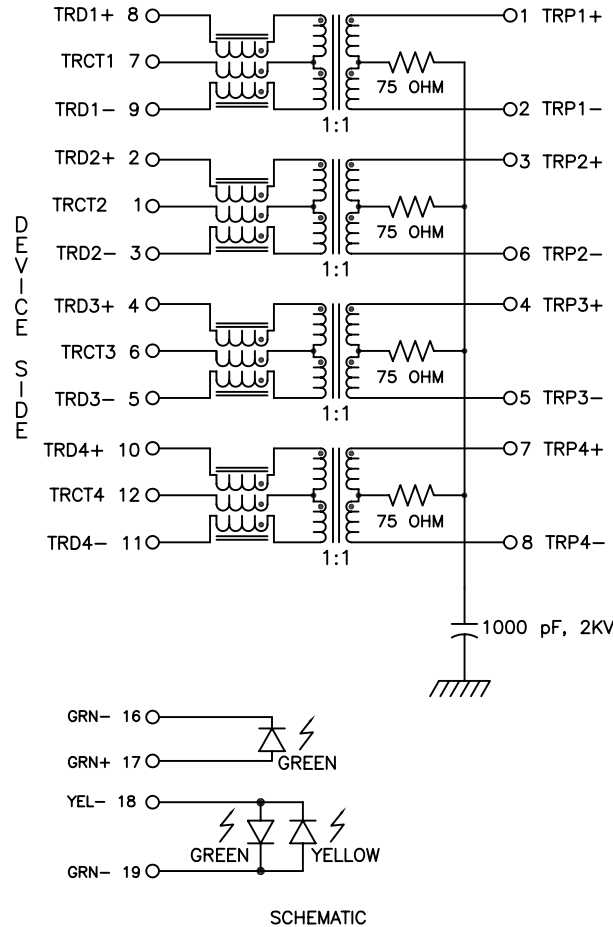 TRD1+ 8
1 TRP1+
TRCT1 7
75 OHM
TRD1- 9
2 TRP1-
1:1
TRD2+ 2
3 TRP2+
TRCT2 1
75 OHM
TRD2- 3
6 TRP2-
1:1
TRD3+ 4
4 TRP3+
TRCT3 6
75 OHM
TRD3- 5
5 TRP3-
1:1
TRD4+ 10
7 TRP4+
TRCT4 12
75 OHM
TRD4- 11
8 TRP4-
1:1
DEVICE SIDE
1000 pF, 2KV
GRN- 16
GRN+ 17
GREEN
YEL- 18
GREEN
YELLOW
GRN- 19
SCHEMATIC